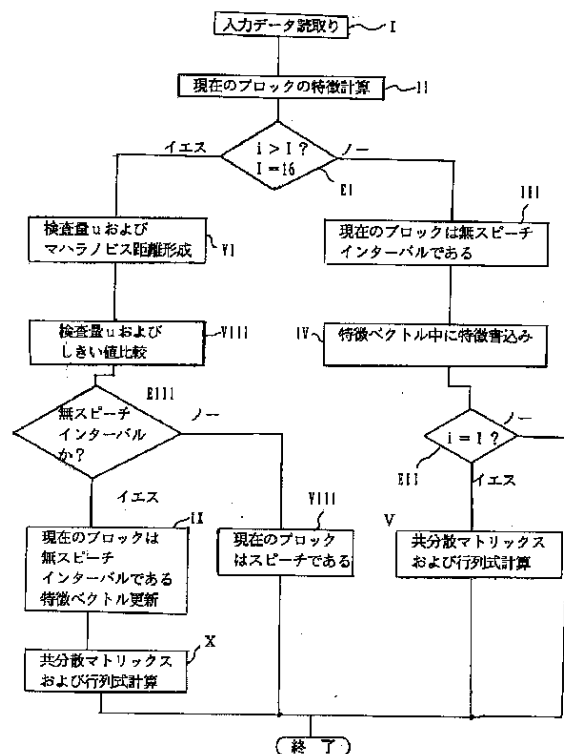 入力データ読取り
I
現在のブロックの特徴計算
II
イエス
i > I ?
I = 16
ノー
EI
III
検査量uおよび
マハラノビス距離形成
VI
現在のブロックは無スピーチ
インターバルである
検査量uおよび
しきい値比較
VIII
IV
特徴ベクトル中に特徴書込み
EIII
無スピーチ
インターバル
か?
ノー
i = I ?
ノー
EII
イエス
イエス
IX
現在のブロックは
無スピーチ
インターバルである
特徴ベクトル更新
VIII
現在のブロック
はスピーチである
V
共分散マトリックス
および行列式計算
X
共分散マトリックス
および行列式計算
終 了